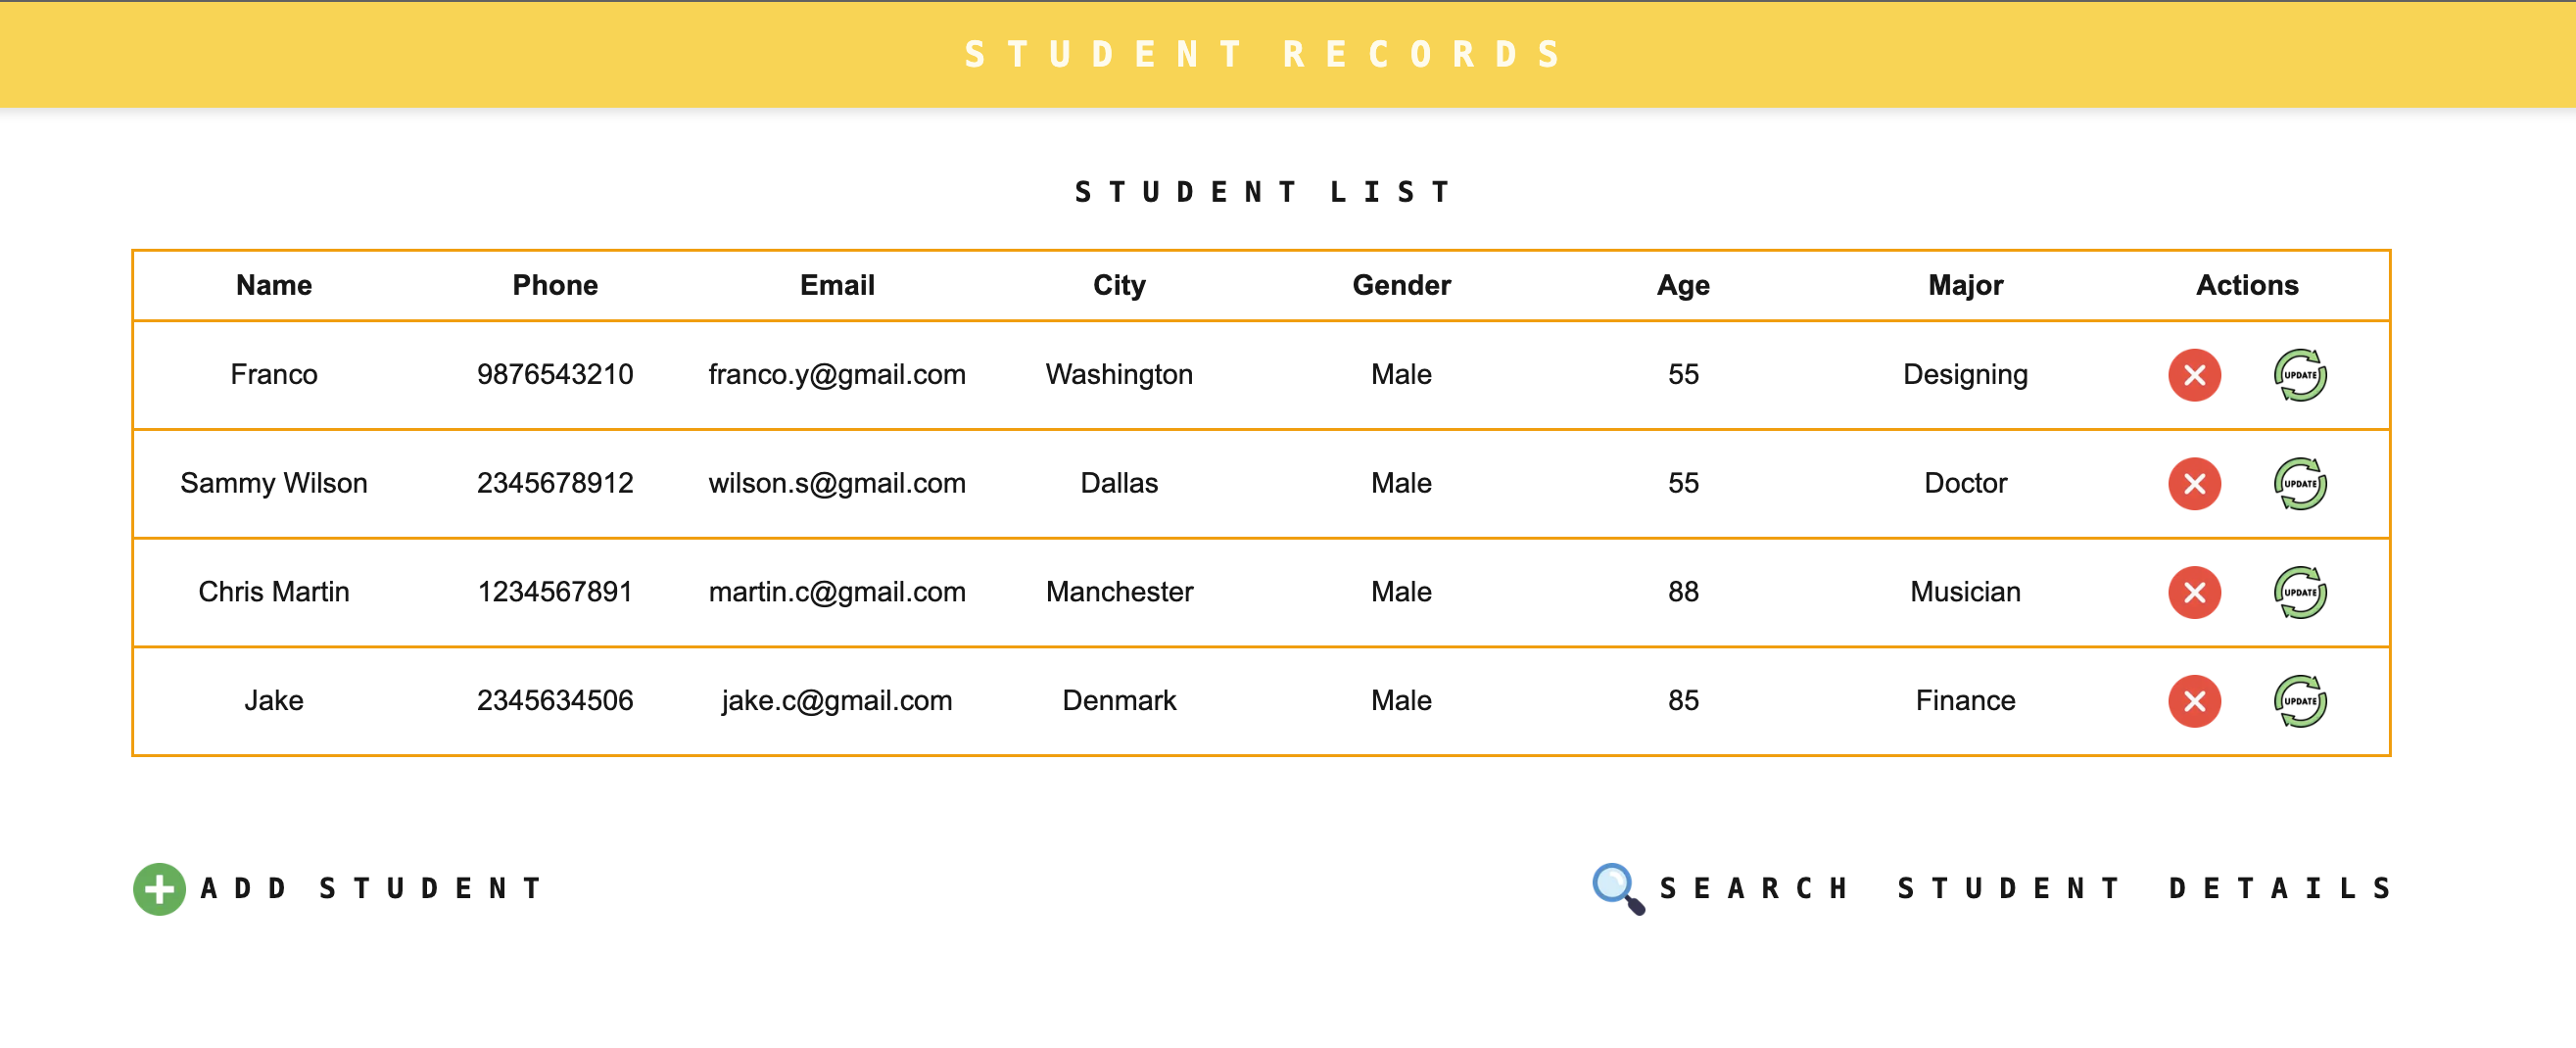 STUDENT RECORDS
STUDENT LIST
Name Phone Email City Gender Age Major Actions
Franco 9876543210 franco.y@gmail.com Washington Male 55 Designing UPDATE
Sammy Wilson 2345678912 wilson.s@gmail.com Dallas Male 55 Doctor UPDATE
Chris Martin 1234567891 martin.c@gmail.com Manchester Male 88 Musician UPDATE
Jake 2345634506 jake.c@gmail.com Denmark Male 85 Finance UPDATE
ADD STUDENT SEARCH STUDENT DETAILS